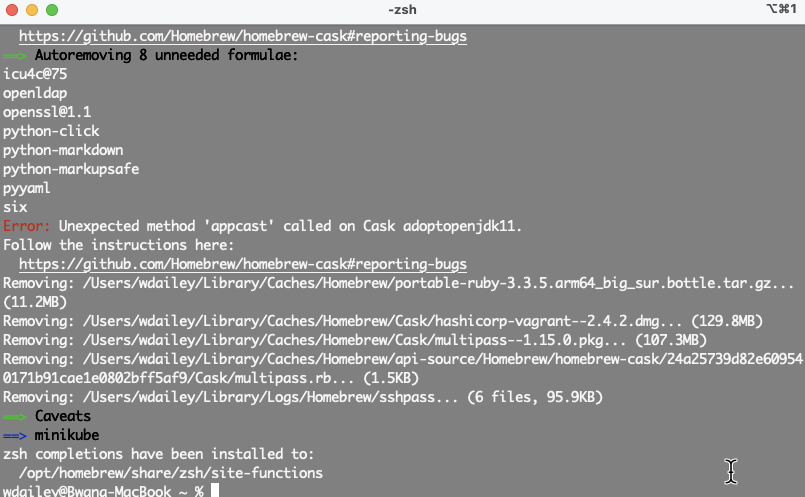 -zsh
⌥⌘1
https://github.com/Homebrew/homebrew-cask#reporting-bugs
==> Autoremoving 8 unneeded formulae:
icu4c@75
openldap
openssl@1.1
python-click
python-markdown
python-markupsafe
pyyaml
six
Error: Unexpected method 'appcast' called on Cask adoptopenjdk11.
Follow the instructions here:
https://github.com/Homebrew/homebrew-cask#reporting-bugs
Removing: /Users/wdailey/Library/Caches/Homebrew/portable-ruby-3.3.5.arm64_big_sur.bottle.tar.gz...
(11.2MB)
Removing: /Users/wdailey/Library/Caches/Homebrew/Cask/hashicorp-vagrant--2.4.2.dmg... (129.8MB)
Removing: /Users/wdailey/Library/Caches/Homebrew/Cask/multipass--1.15.0.pkg... (107.3MB)
Removing: /Users/wdailey/Library/Caches/Homebrew/api-source/Homebrew/homebrew-cask/24a25739d82e60954
0171b91cae1e0802bff5af9/Cask/multipass.rb... (1.5KB)
Removing: /Users/wdailey/Library/Logs/Homebrew/sshpass... (6 files, 95.9KB)
==> Caveats
==> minikube
zsh completions have been installed to:
/opt/homebrew/share/zsh/site-functions
wdailey@Bwana-MacBook ~ %